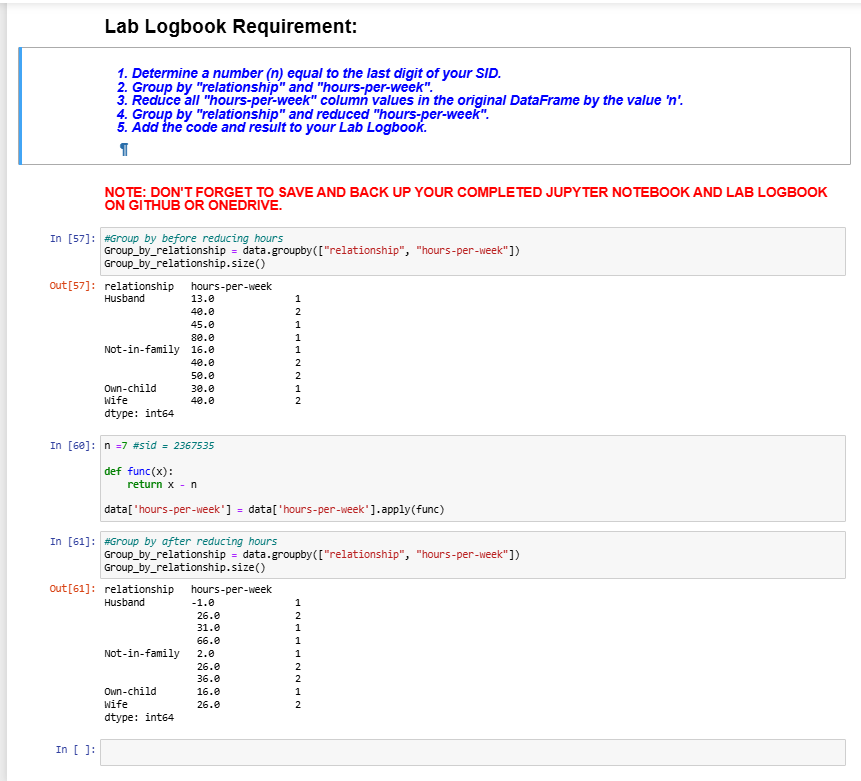 Lab Logbook Requirement:
1. Determine a number (n) equal to the last digit of your SID.
2. Group by "relationship" and "hours-per-week".
3. Reduce all "hours-per-week" column values in the original DataFrame by the value 'n'.
4. Group by "relationship" and reduced "hours-per-week".
5. Add the code and result to your Lab Logbook.
¶
NOTE: DON'T FORGET TO SAVE AND BACK UP YOUR COMPLETED JUPYTER NOTEBOOK AND LAB LOGBOOK
ON GITHUB OR ONEDRIVE.
In [57]: #Group by before reducing hours
Group_by_relationship = data.groupby(["relationship", "hours-per-week"])
Group_by_relationship.size()
Out[57]: relationship hours-per-week
Husband 13.0 1
40.0 2
45.0 1
80.0 1
Not-in-family 16.0 1
40.0 2
50.0 2
Own-child 30.0 1
Wife 40.0 2
dtype: int64
In [60]: n =7 #sid = 2367535
def func(x):
return x - n
data['hours-per-week'] = data['hours-per-week'].apply(func)
In [61]: #Group by after reducing hours
Group_by_relationship = data.groupby(["relationship", "hours-per-week"])
Group_by_relationship.size()
Out[61]: relationship hours-per-week
Husband -1.0 1
26.0 2
31.0 1
66.0 1
Not-in-family 2.0 1
26.0 2
36.0 2
Own-child 16.0 1
Wife 26.0 2
dtype: int64
In [ ]: